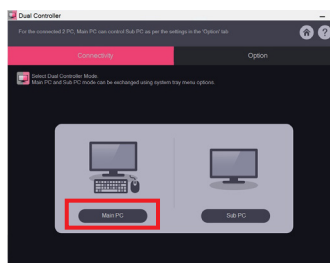 Dual Controller
For the connected 2 PC, Main PC can control Sub PC as per the settings in the 'Option' tab
?
Connectivity
Option
Select Dual Controller Mode
Main PC and Sub PC mode can be exchanged using system tray menu options.
Main PC
Sub PC